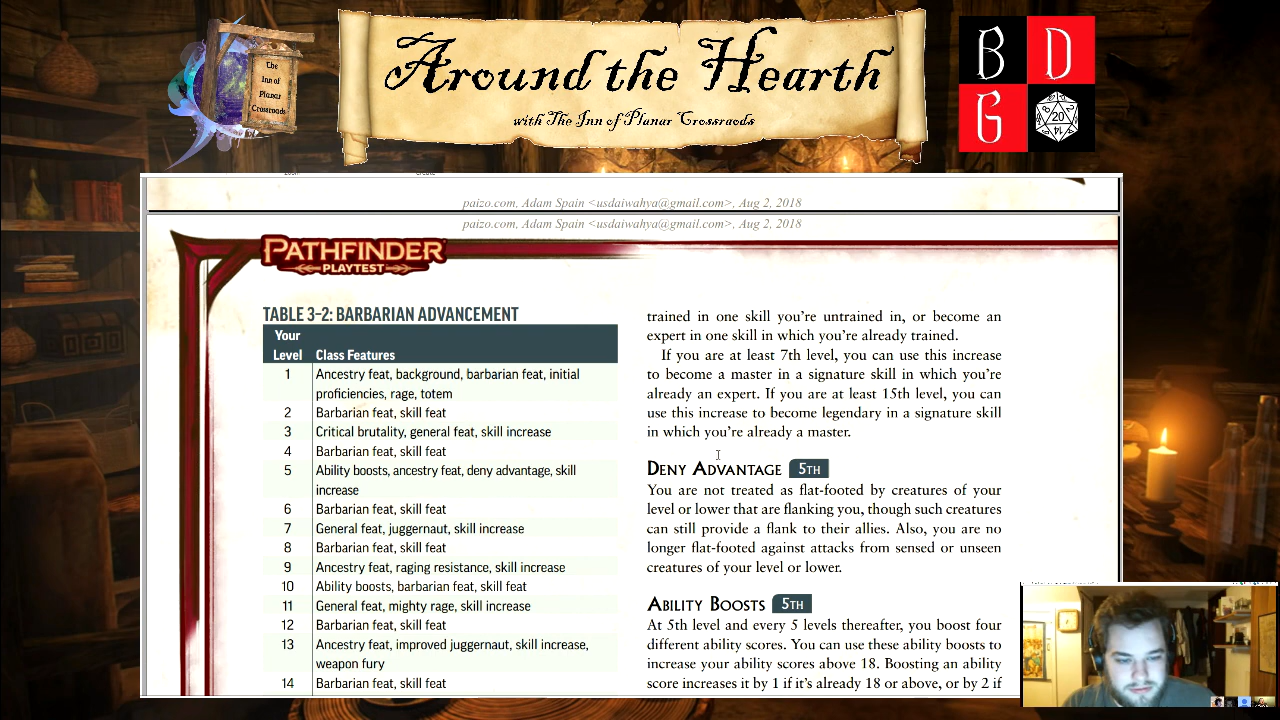 The
Inn of
Planar
Crossroads
Around the Hearth
with The Inn of Planar Crossraods
B D
G 20
paizo.com, Adam Spain <usdaiwahya@gmail.com>, Aug 2, 2018
paizo.com, Adam Spain <usdaiwahya@gmail.com>, Aug 2, 2018
PATHFINDER
PLAYTEST
TABLE 3–2: BARBARIAN ADVANCEMENT
Your
Level Class Features
1 Ancestry feat, background, barbarian feat, initial
proficiencies, rage, totem
2 Barbarian feat, skill feat
3 Critical brutality, general feat, skill increase
4 Barbarian feat, skill feat
5 Ability boosts, ancestry feat, deny advantage, skill
increase
6 Barbarian feat, skill feat
7 General feat, juggernaut, skill increase
8 Barbarian feat, skill feat
9 Ancestry feat, raging resistance, skill increase
10 Ability boosts, barbarian feat, skill feat
11 General feat, mighty rage, skill increase
12 Barbarian feat, skill feat
13 Ancestry feat, improved juggernaut, skill increase,
weapon fury
14 Barbarian feat, skill feat
trained in one skill you're untrained in, or become an
expert in one skill in which you're already trained.
If you are at least 7th level, you can use this increase
to become a master in a signature skill in which you're
already an expert. If you are at least 15th level, you can
use this increase to become legendary in a signature skill
in which you're already a master.
DENY ADVANTAGE 5TH
You are not treated as flat-footed by creatures of your
level or lower that are flanking you, though such creatures
can still provide a flank to their allies. Also, you are no
longer flat-footed against attacks from sensed or unseen
creatures of your level or lower.
ABILITY BOOSTS 5TH
At 5th level and every 5 levels thereafter, you boost four
different ability scores. You can use these ability boosts to
increase your ability scores above 18. Boosting an ability
score increases it by 1 if it's already 18 or above, or by 2 if